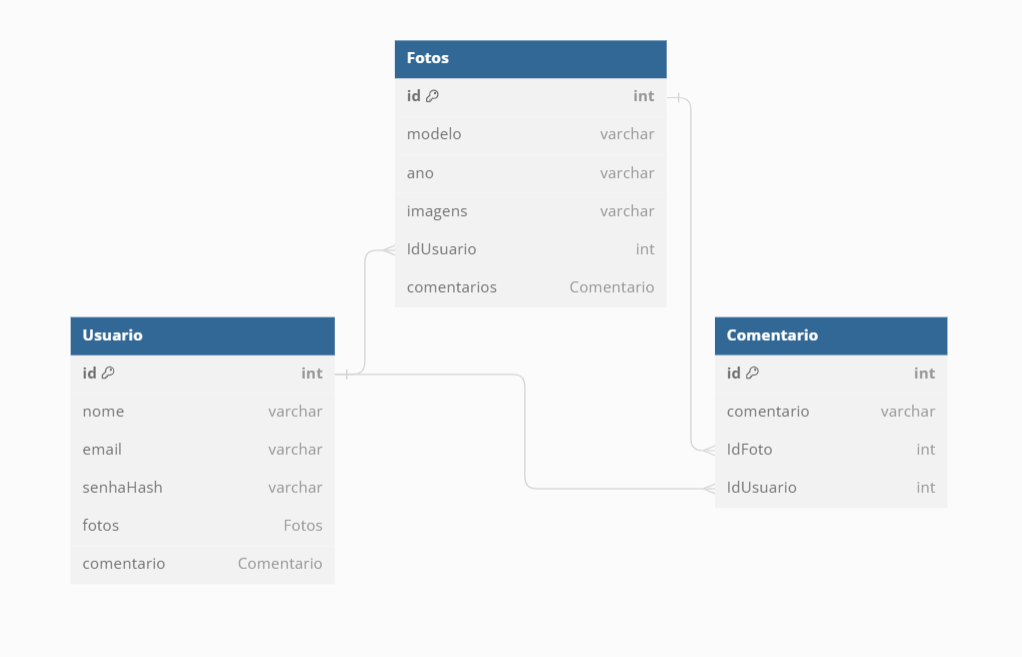 Fotos
id int
modelo varchar
ano varchar
imagens varchar
IdUsuario int
comentarios Comentario
Usuario
id int
nome varchar
email varchar
senhaHash varchar
fotos Fotos
comentario Comentario
Comentario
id int
comentario varchar
IdFoto int
IdUsuario int